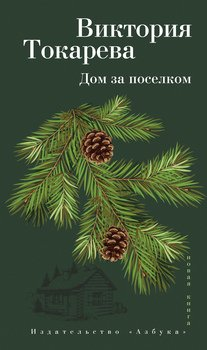 Виктория
Токарева
Дом за поселком
новая книга
Издательство «Азбука»